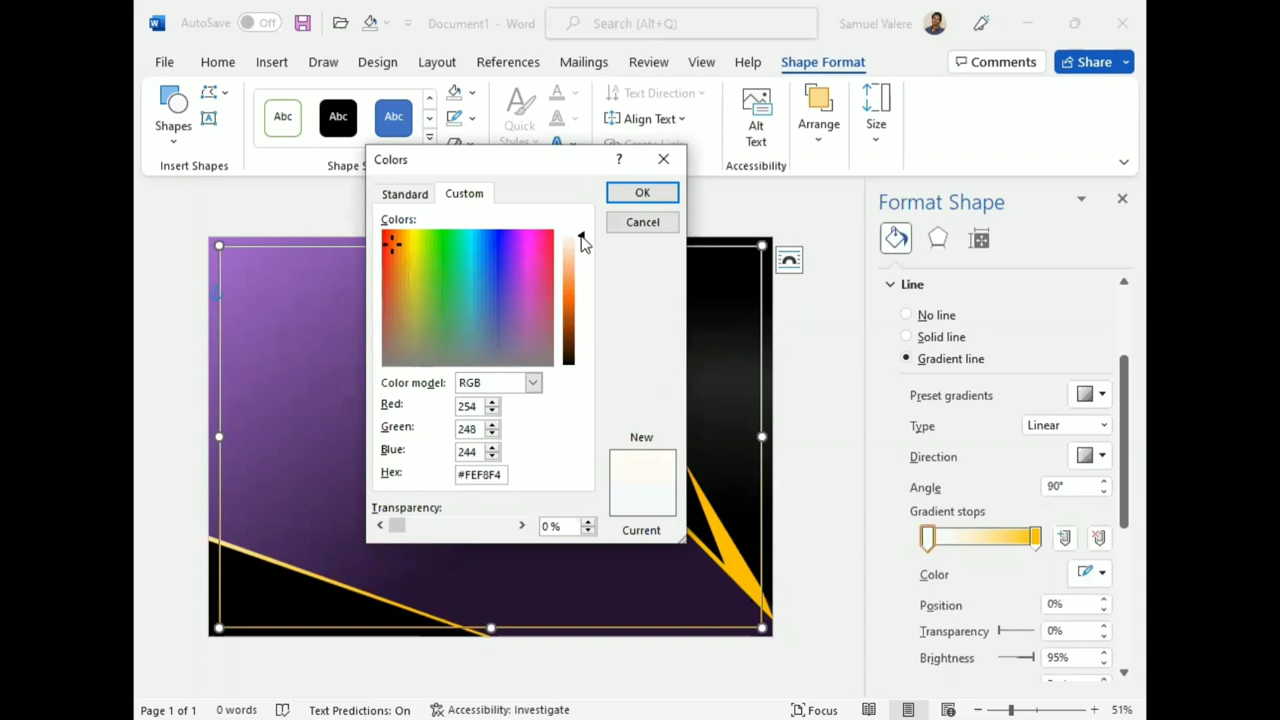 AutoSave Off Document1 - Word Search (Alt+Q) Samuel Valere
File Home Insert Draw Design Layout References Mailings Review View Help Shape Format Comments Share
Shapes
Insert Shapes
Abc Abc Abc
Shape
Quick
Text Direction
Align Text
Alt
Text
Accessibility
Arrange
Size
Colors ?
Standard Custom
OK
Cancel
Colors:
Color model: RGB
Red: 254
Green: 248
Blue: 244
Hex: #FEF8F4
Transparency:
0 %
New
Current
Format Shape
Line
No line
Solid line
Gradient line
Preset gradients
Type Linear
Direction
Angle 90°
Gradient stops
Color
Position 0%
Transparency 0%
Brightness 95%
Page 1 of 1 0 words Text Predictions: On Accessibility: Investigate Focus 51%